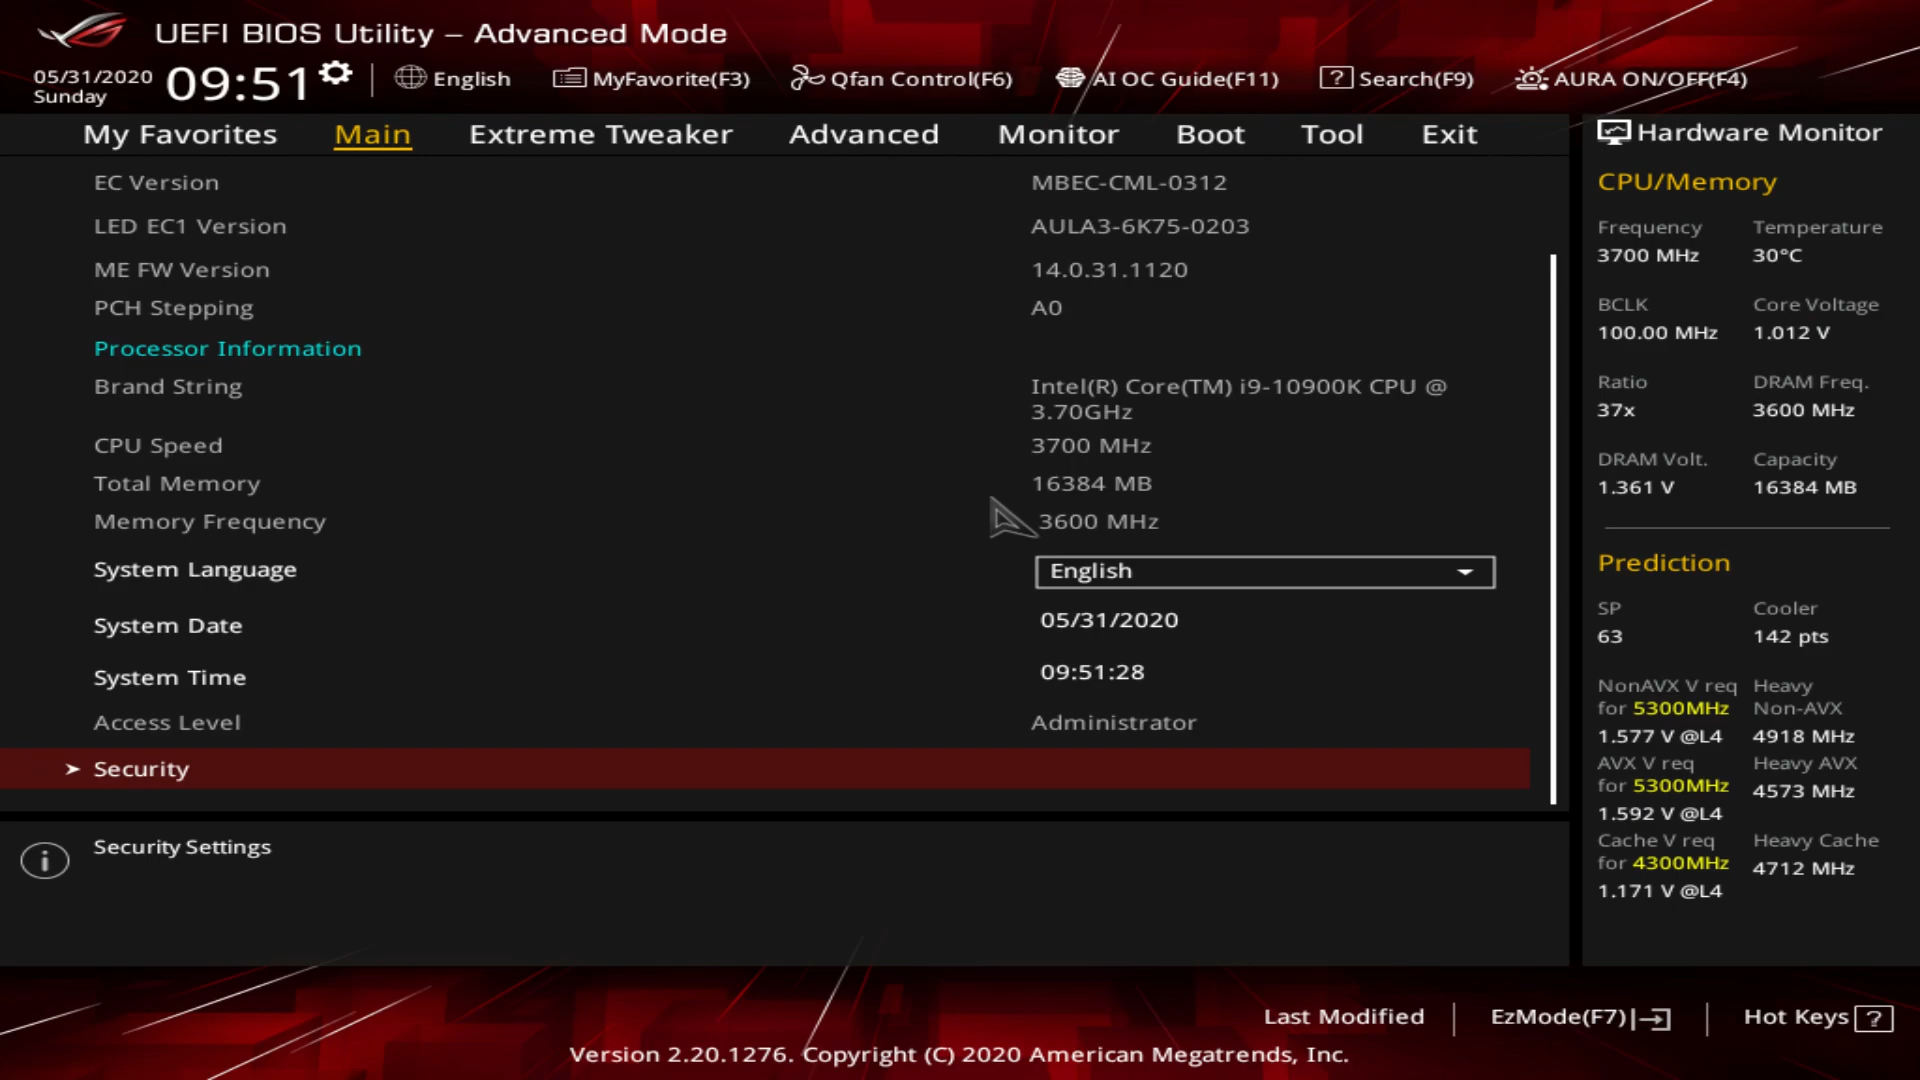 UEFI BIOS Utility – Advanced Mode
05/31/2020
Sunday
09:51
English
MyFavorite(F3)
Qfan Control(F6)
AI OC Guide(F11)
? Search(F9)
AURA ON/OFF(F4)
My Favorites
Main
Extreme Tweaker
Advanced
Monitor
Boot
Tool
Exit
EC Version MBEC-CML-0312
LED EC1 Version AULA3-6K75-0203
ME FW Version 14.0.31.1120
PCH Stepping A0
Processor Information
Brand String Intel(R) Core(TM) i9-10900K CPU @
3.70GHz
CPU Speed 3700 MHz
Total Memory 16384 MB
Memory Frequency 3600 MHz
System Language English
System Date 05/31/2020
System Time 09:51:28
Access Level Administrator
Security
i
Security Settings
Hardware Monitor
CPU/Memory
Frequency Temperature
3700 MHz 30°C
BCLK Core Voltage
100.00 MHz 1.012 V
Ratio DRAM Freq.
37x 3600 MHz
DRAM Volt. Capacity
1.361 V 16384 MB
Prediction
SP Cooler
63 142 pts
NonAVX V req Heavy
for 5300MHz Non-AVX
1.577 V @L4 4918 MHz
AVX V req Heavy AVX
for 5300MHz 4573 MHz
1.592 V @L4
Cache V req Heavy Cache
for 4300MHz 4712 MHz
1.171 V @L4
Last Modified
EzMode(F7)
Hot Keys ?
Version 2.20.1276. Copyright (C) 2020 American Megatrends, Inc.